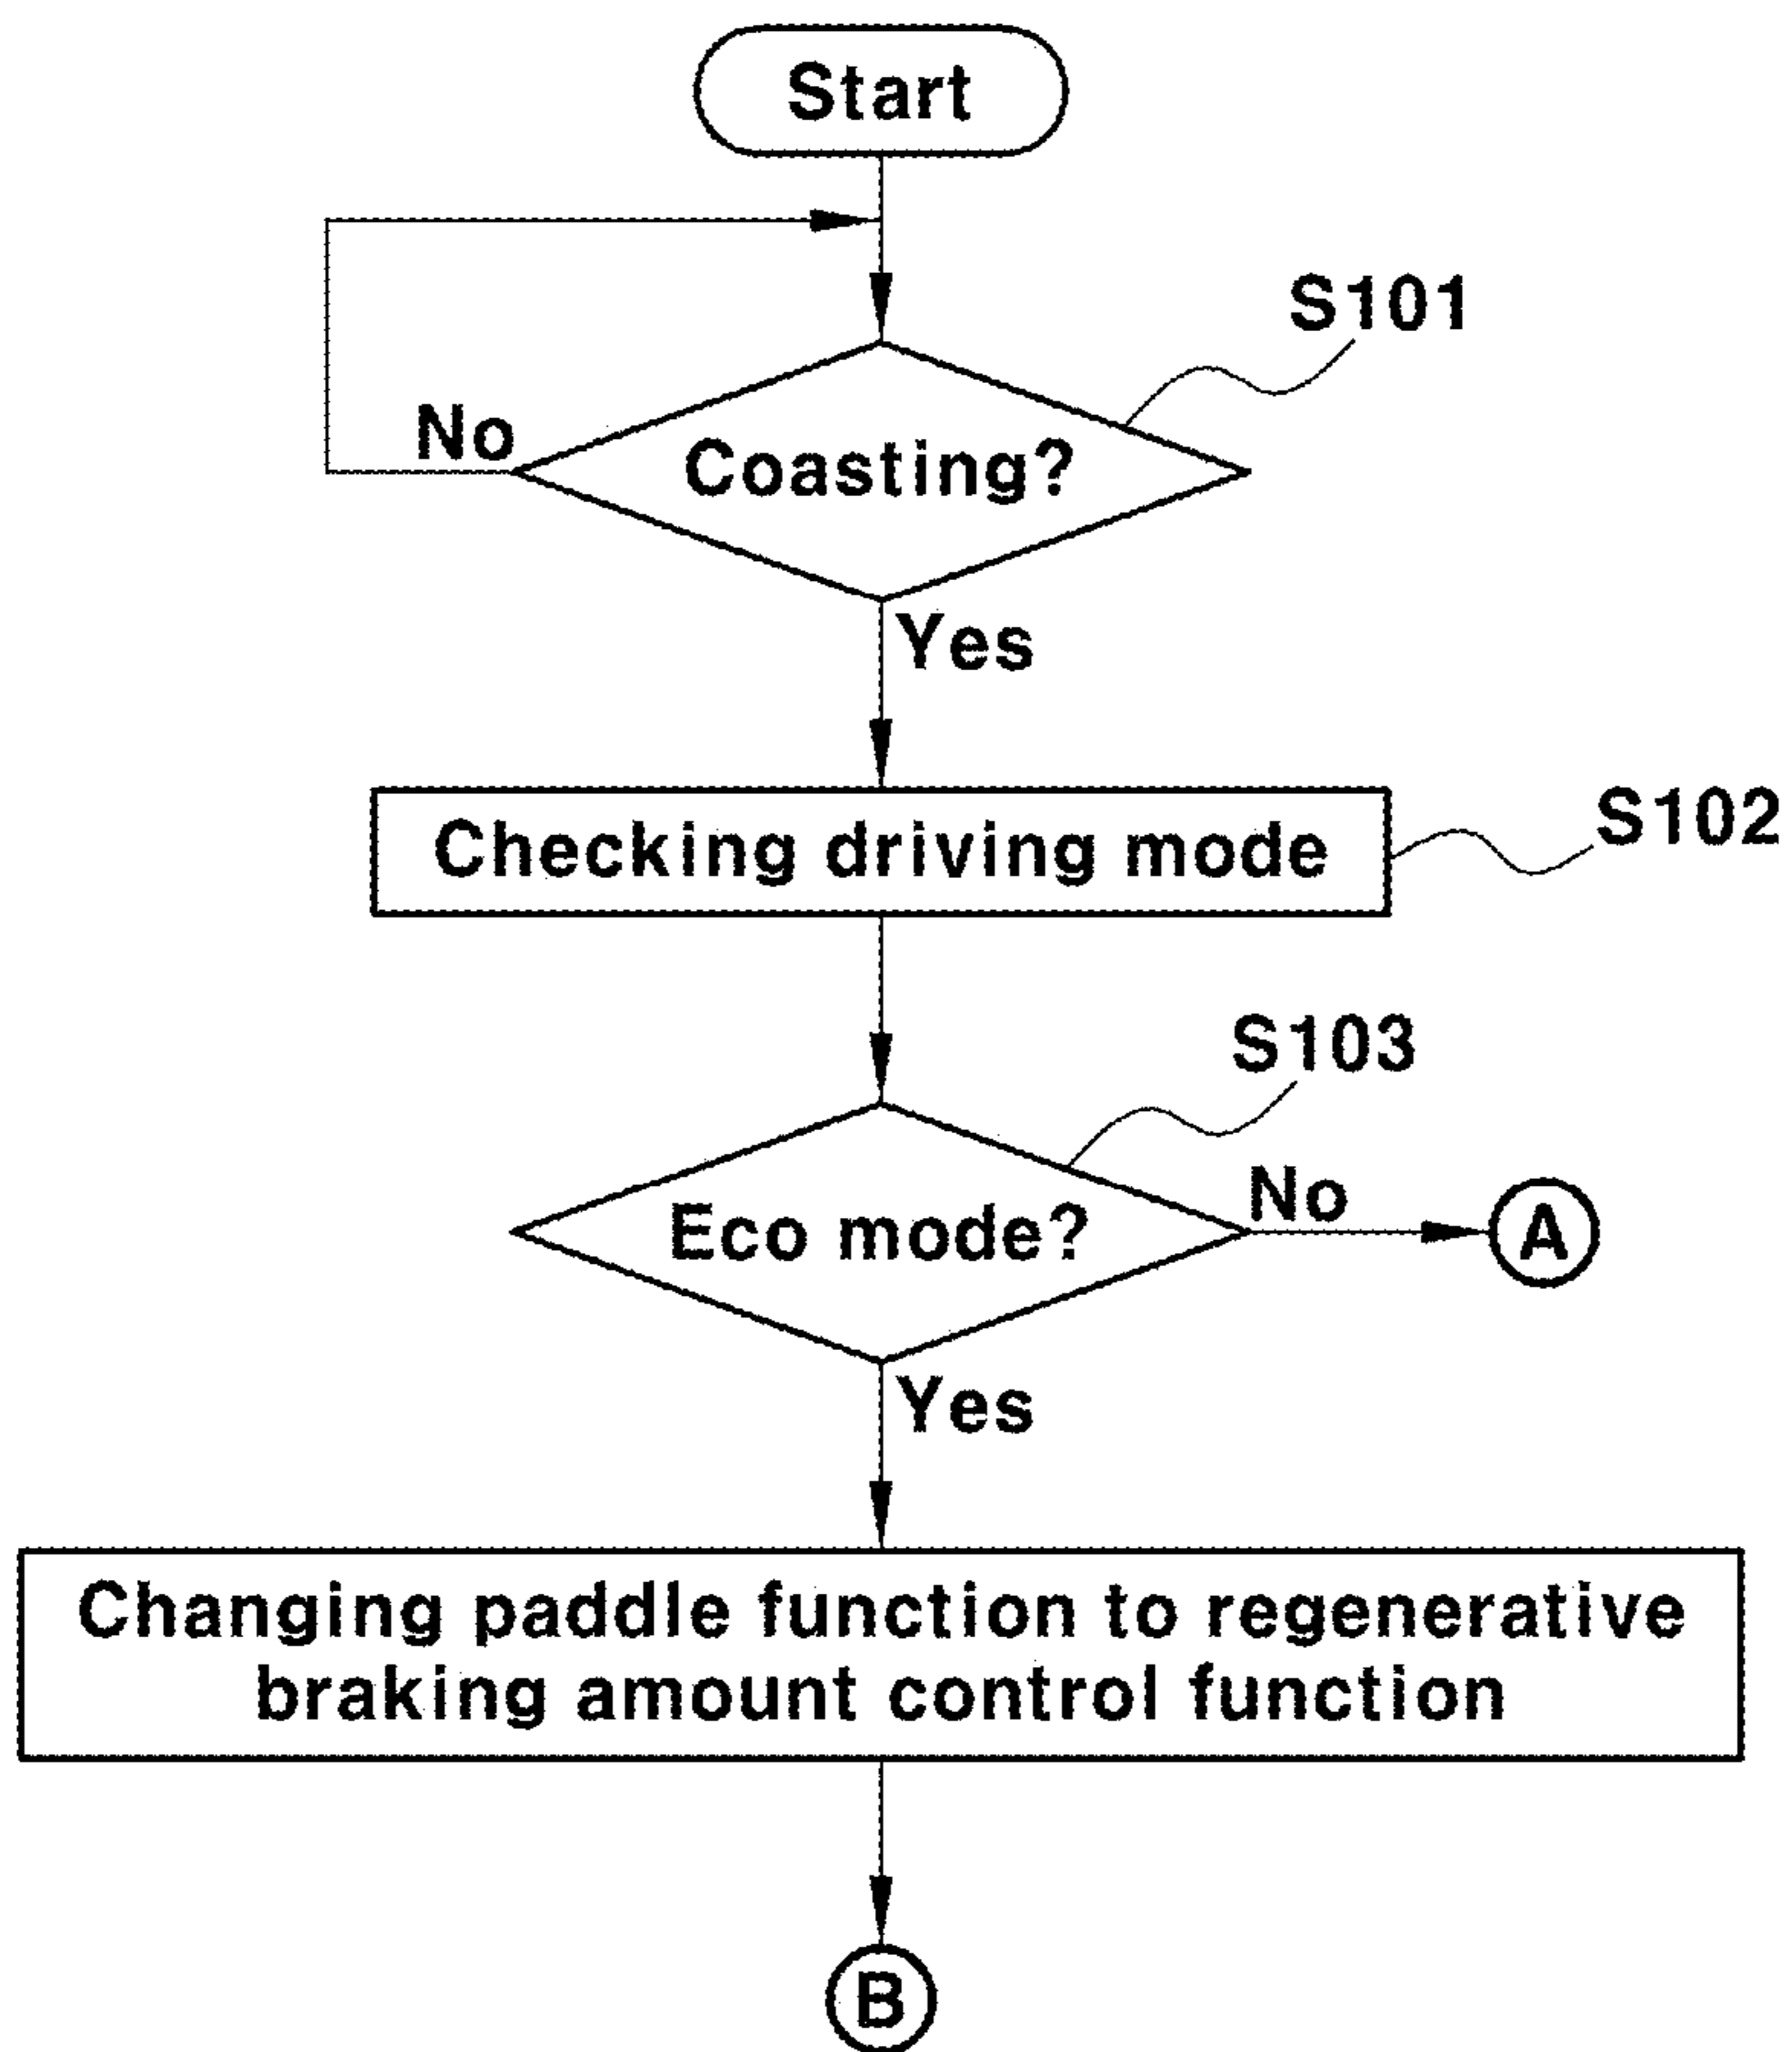 Start
S101
No
Coasting?
Yes
Checking driving mode
S102
S103
Eco mode?
No
A
Yes
Changing paddle function to regenerative
braking amount control function
B